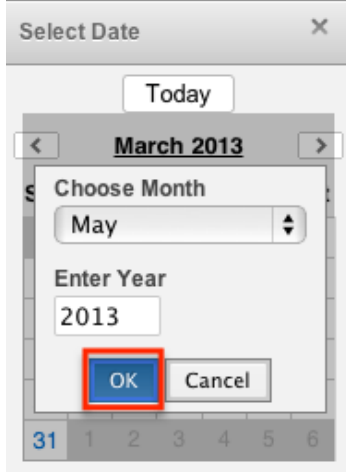 Select Date ×
Today
< March 2013 >
S
Choose Month
May
Enter Year
2013
OK Cancel
31 1 2 3 4 5 6